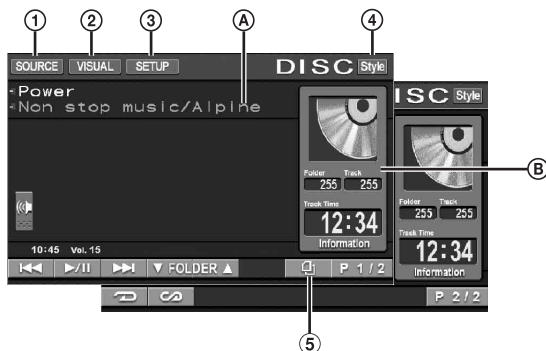 1 2 3 A 4
SOURCE VISUAL SETUP DISC Style
Power
Non stop music/Alpine
ISC Style
B
Folder Track
255 255
Track Time
12:34
Information
Folder Track
255 255
Track Time
12:34
Information
10:45 Vol. 15
▼ FOLDER ▲ P 1/2
P 2/2
5